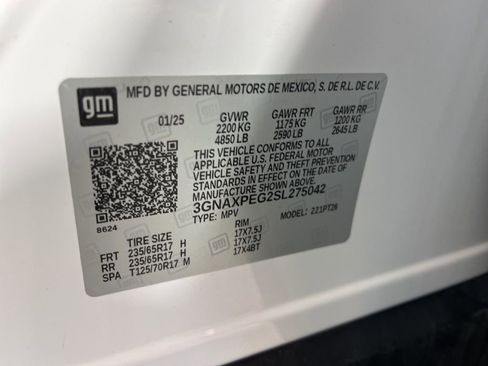 gm MFD BY GENERAL MOTORS DE MEXICO, S. DE R.L. DE C.V.
01/25 GVWR GAWR FRT GAWR RR
2200 KG 1175 KG 1200 KG
4850 LB 2590 LB 2645 LB
THIS VEHICLE CONFORMS TO ALL
APPLICABLE U.S. FEDERAL MOTOR
VEHICLE SAFETY AND THEFT
PREVENTION STANDARDS IN
EFFECT ON THE DATE OF
MANUFACTURE SHOWN ABOVE.
3GNAXPEG2SL275042
8624 TYPE: MPV MODEL: 221PT26
TIRE SIZE RIM
FRT 235/65R17 H 17X7.5J
RR 235/65R17 H 17X7.5J
SPA T125/70R17 M 17X4BT